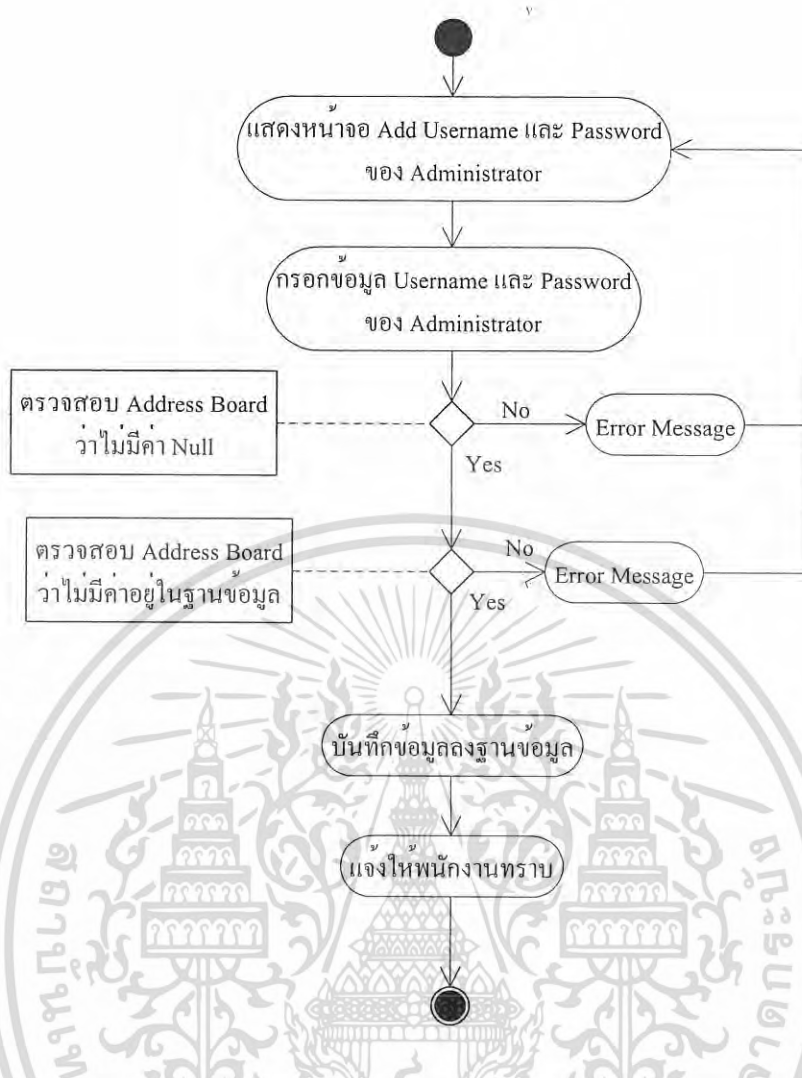 แสดงหน้าจอ Add Username และ Password
ของ Administrator
กรอกข้อมูล Username และ Password
ของ Administrator
ตรวจสอบ Address Board
ว่าไม่มีค่า Null
No
Error Message
Yes
ตรวจสอบ Address Board
ว่าไม่มีค่าอยู่ในฐานข้อมูล
No
Error Message
Yes
บันทึกข้อมูลลงฐานข้อมูล
แจ้งให้พนักงานทราบ